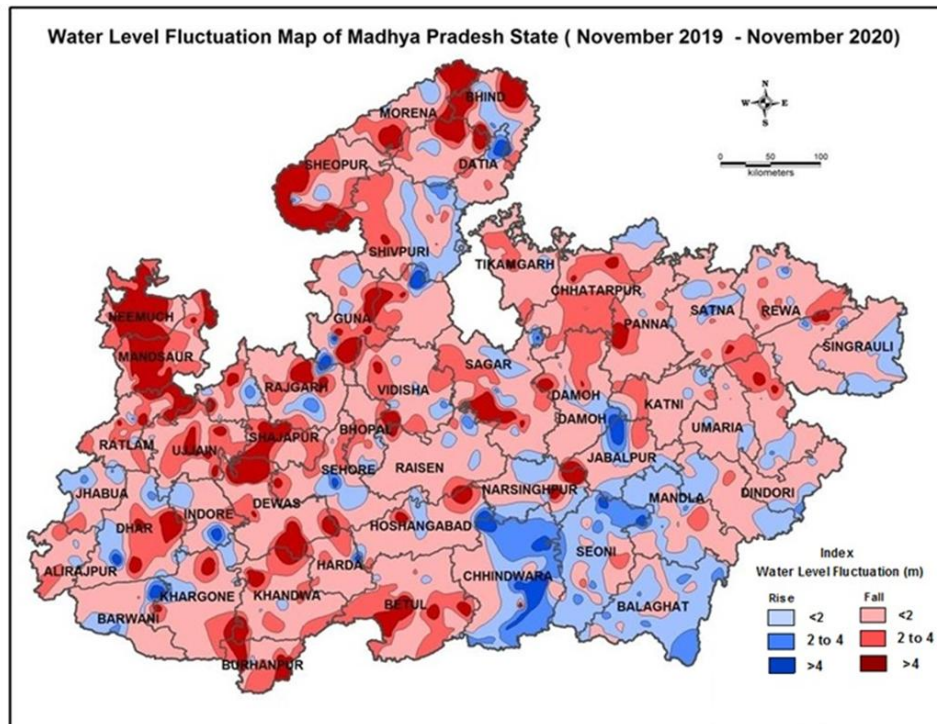 Water Level Fluctuation Map of Madhya Pradesh State ( November 2019 - November 2020)
N
W E
S
0 50 100
kilometers
BHIND
MORENA
SHEOPUR
DATIA
SHIVPURI
TIKAMGARH
CHHATARPUR
NEEMUCH
GUNA
PANNA
SATNA
REWA
MANDSAUR
SINGRAULI
SAGAR
RAJGARH
VIDISHA
DAMOH
KATNI
DAMOH
RATLAM
UJJAIN
SHAJAPUR
BHOPAL
UMARIA
JABALPUR
SEHORE
RAISEN
JHABUA
DEWAS
NARSINGHPUR
MANDLA
DINDORI
INDORE
DHAR
HOSHANGABAD
SEONI
ALIRAJPUR
HARDA
CHHINDWARA
KHARGONE
KHANDWA
BETUL
BALAGHAT
BARWANI
BURHANPUR
Index
Water Level Fluctuation (m)
Rise Fall
<2 <2
2 to 4 2 to 4
>4 >4